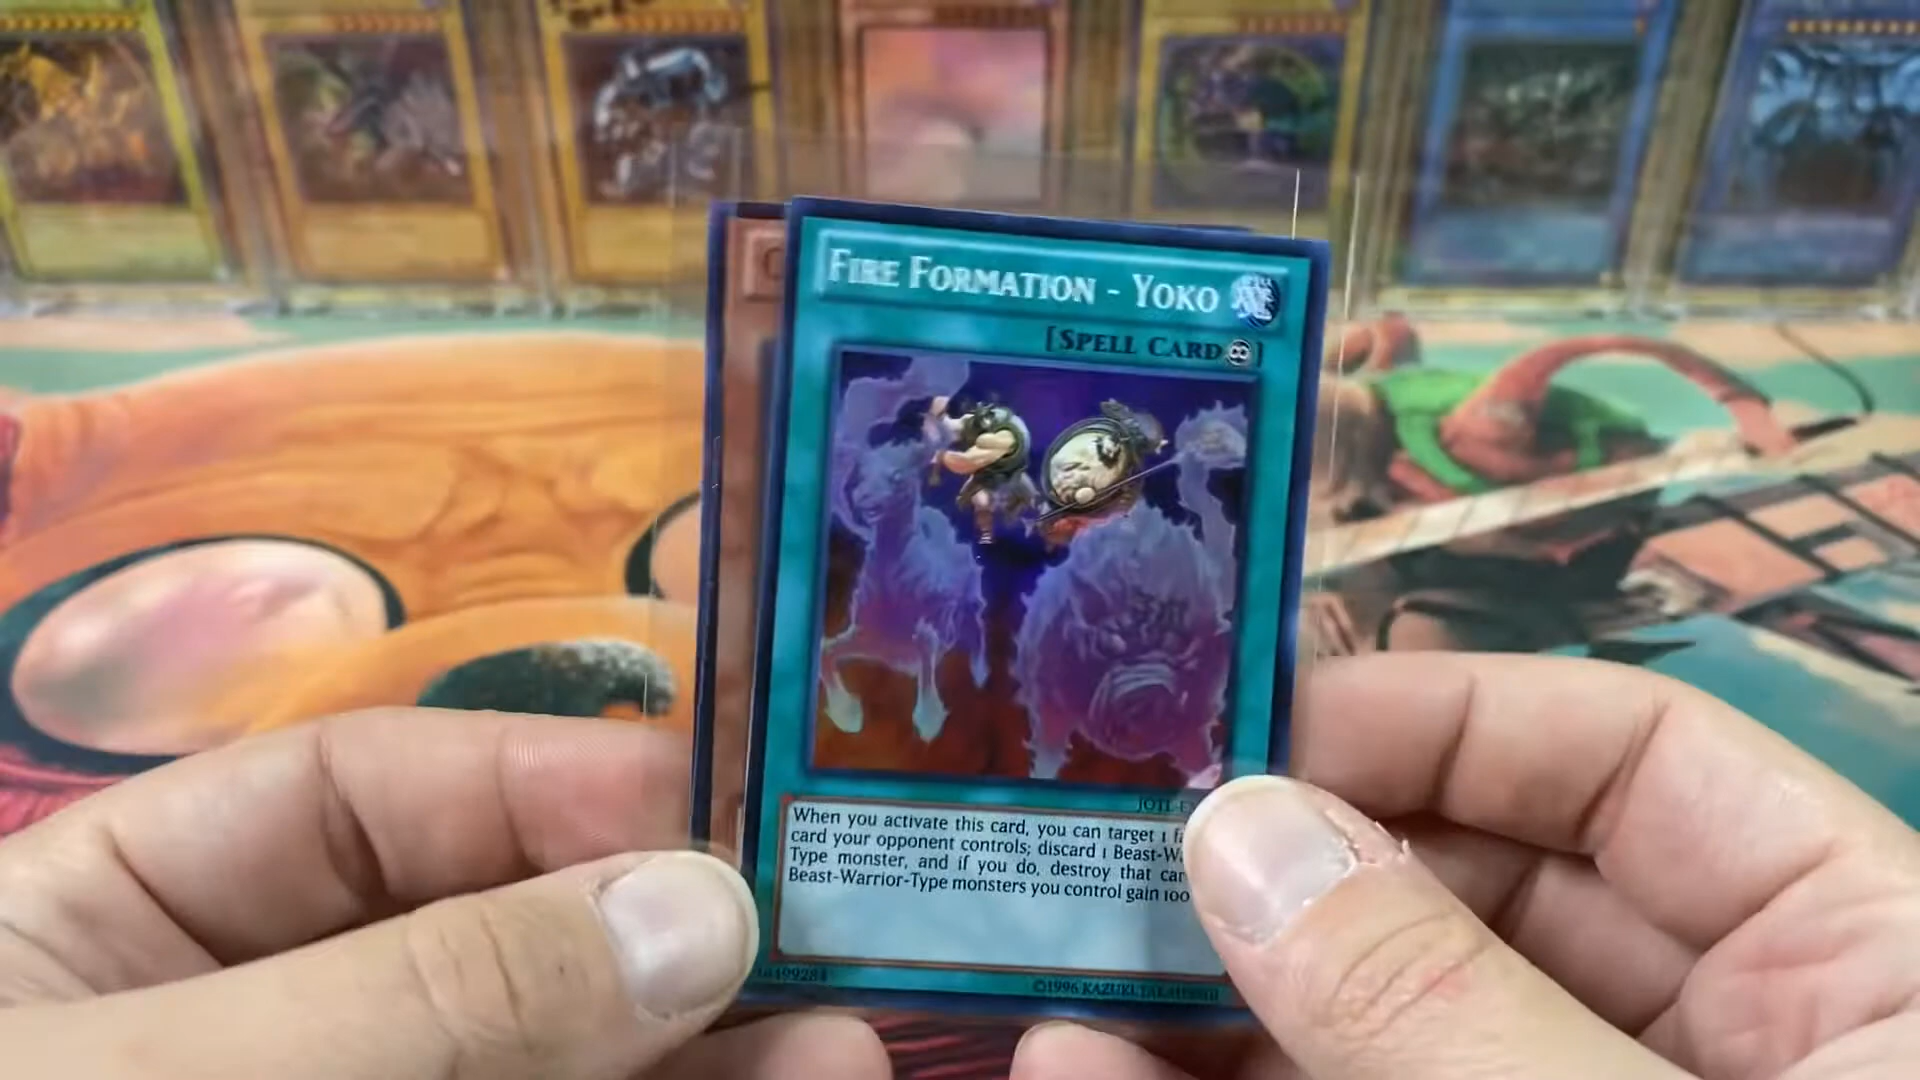 FIRE FORMATION - YOKO
[SPELL CARD]
JOTL-E
When you activate this card, you can target 1 f
card your opponent controls; discard 1 Beast-W
Type monster, and if you do, destroy that car
Beast-Warrior-Type monsters you control gain 100
©1996 KAZUKI TAKAHASHI